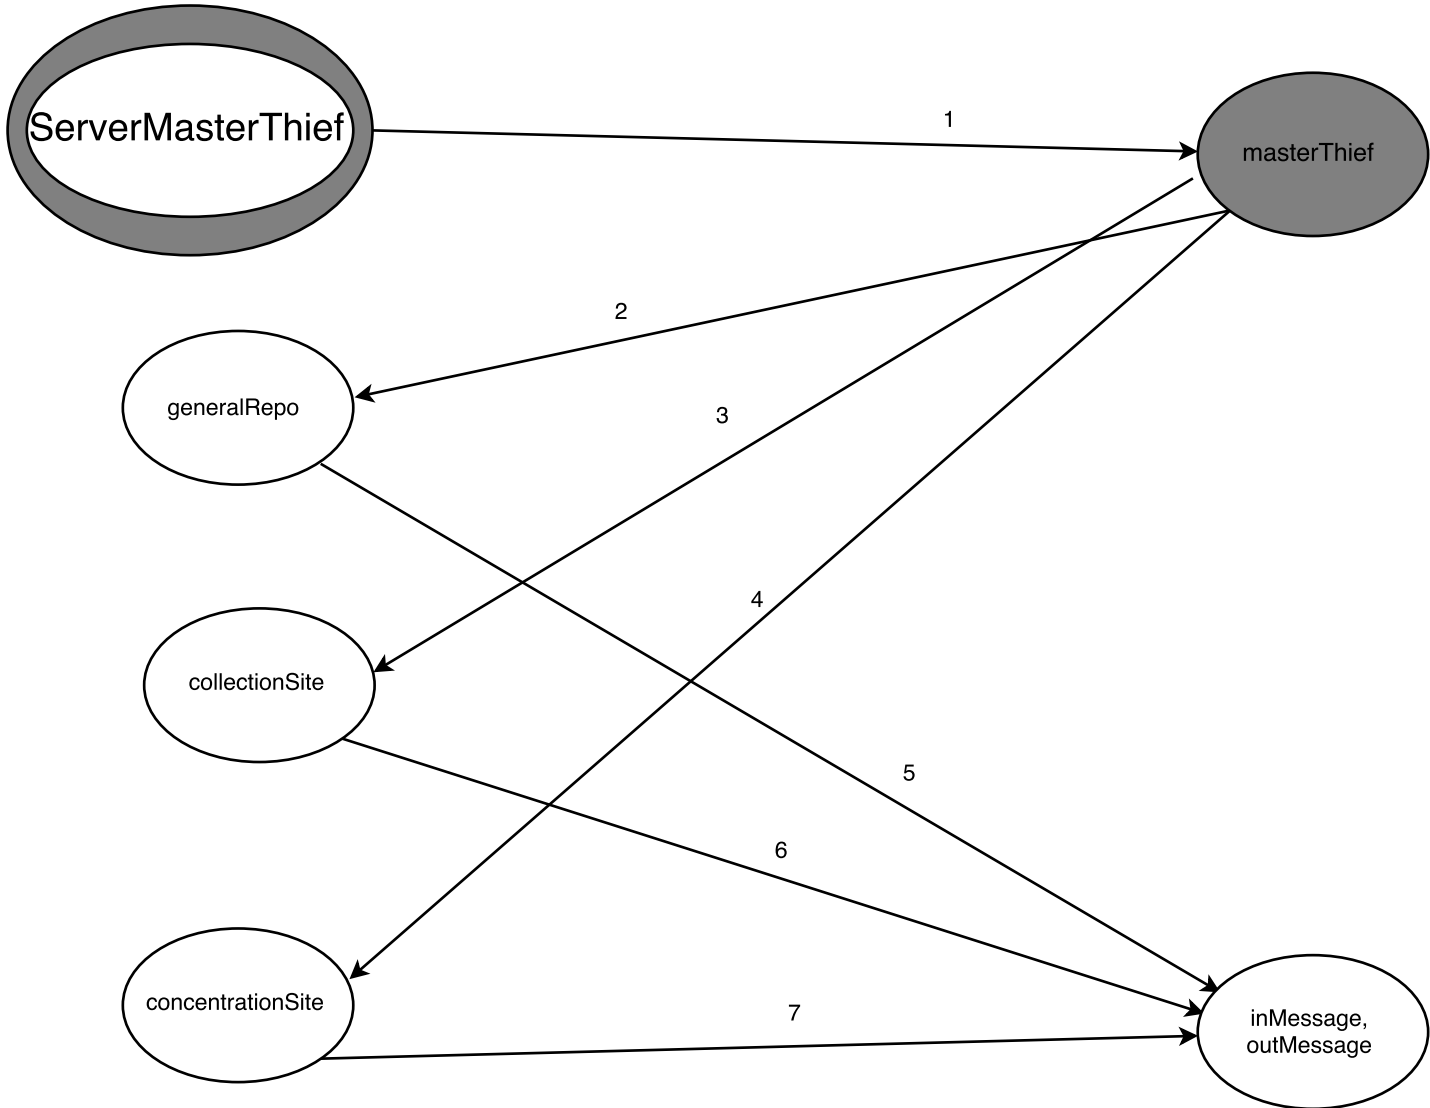 ServerMasterThief
1
masterThief
2
generalRepo
3
4
collectionSite
5
6
concentrationSite
7
inMessage,
outMessage